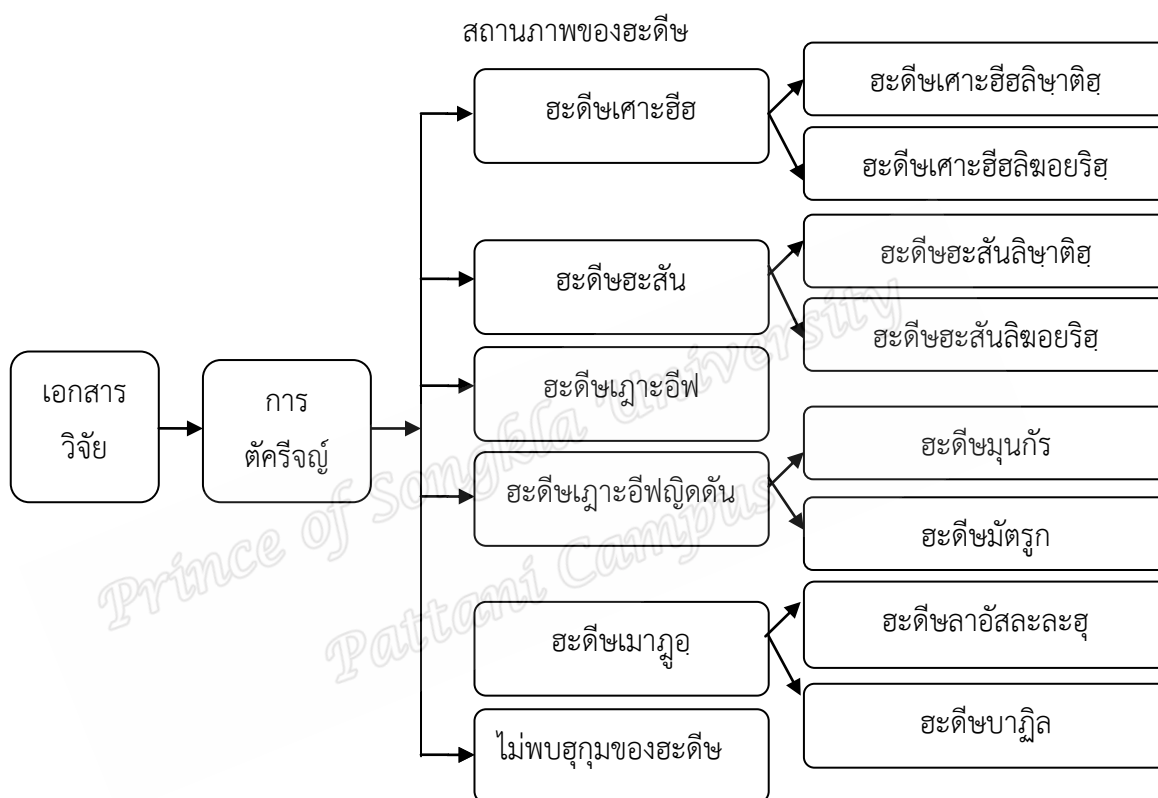 สถานภาพของฮะดีษ
เอกสาร
วิจัย
การ
ตัครีจญ์
ฮะดีษเศาะฮีฮ
ฮะดีษเศาะฮีฮลิษาติฮฺ
ฮะดีษเศาะฮีฮลิฆอยริฮฺ
ฮะดีษฮะสัน
ฮะดีษฮะสันลิษาติฮฺ
ฮะดีษฮะสันลิฆอยริฮฺ
ฮะดีษเฎาะอีฟ
ฮะดีษเฎาะอีฟญิดดัน
ฮะดีษมุนกัร
ฮะดีษมัตรูก
ฮะดีษเมาฎูอฺ
ฮะดีษลาอัสละละฮุ
ฮะดีษบาฏิล
ไม่พบฮุกุมของฮะดีษ
Prince of Songkla University
Pattani Campus